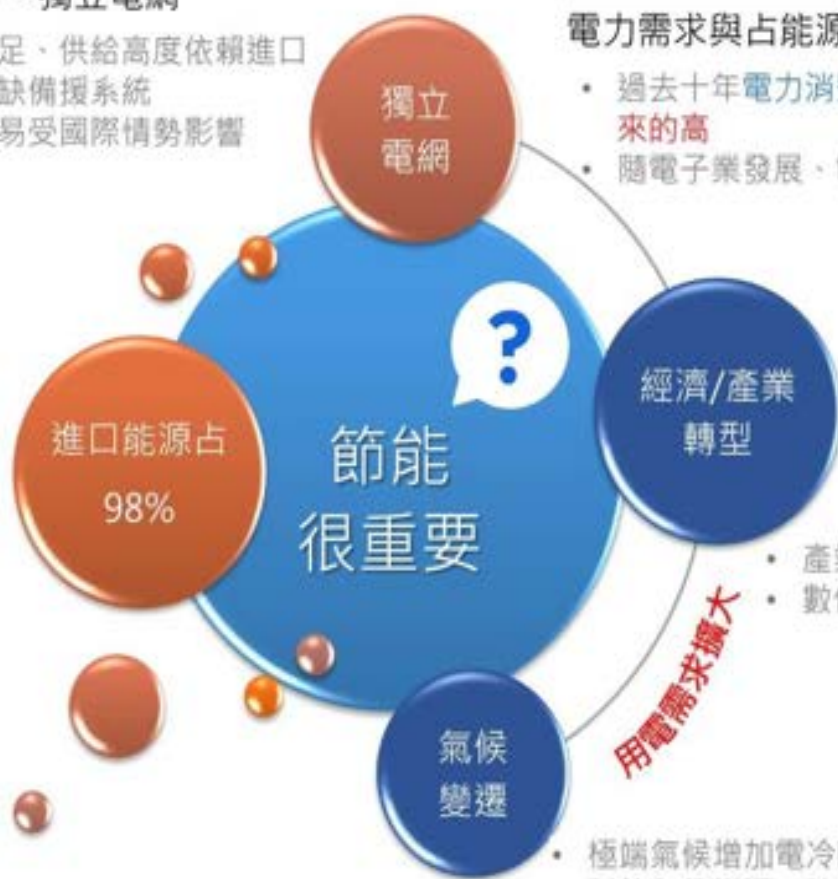 獨立電網
足、供給高度依賴進口
缺備援系統
易受國際情勢影響
電力需求與占能源
• 過去十年電力消
來的高
• 隨電子業發展、
獨立
電網
?
經濟/產業
轉型
進口能源占
98%
節能
很重要
• 產
• 數
用電需求擴大
氣候
變遷
• 極端氣候增加電冷